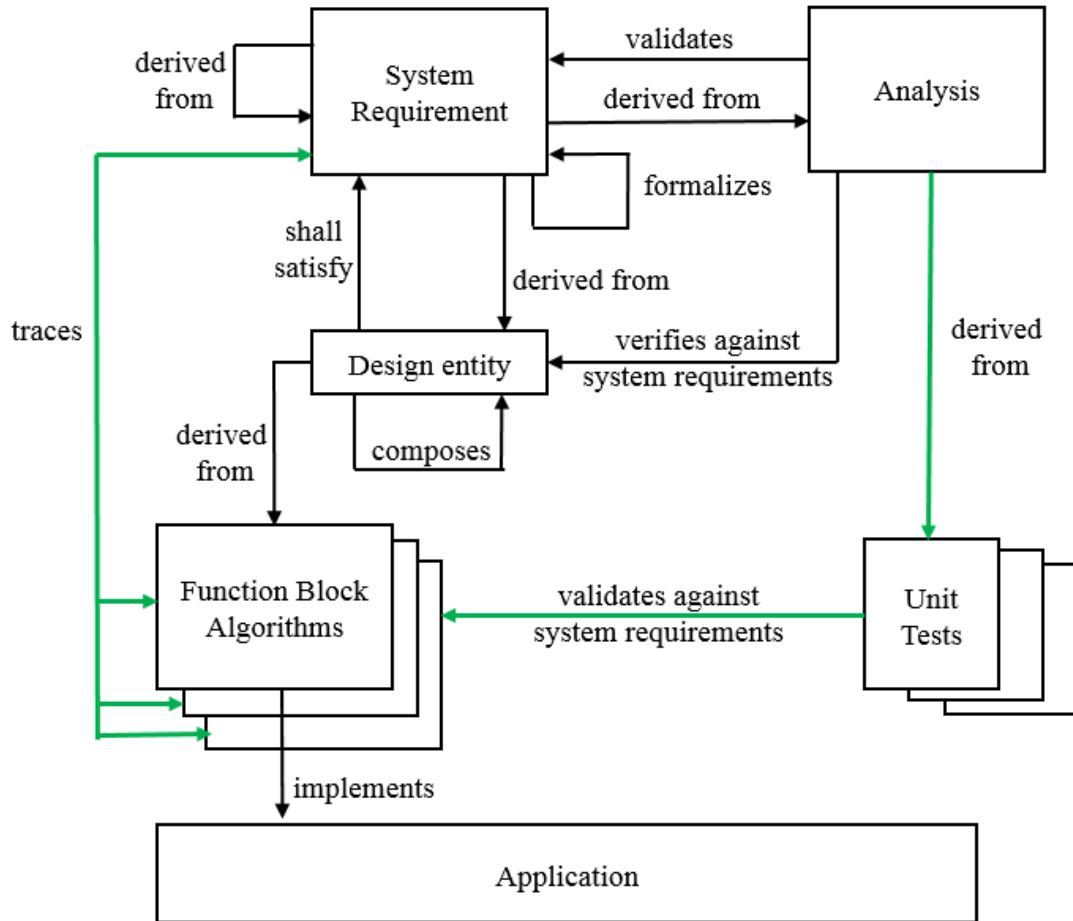 validates
derived
from
System
Requirement
derived from
Analysis
formalizes
shall
satisfy
derived from
traces
derived
from
Design entity
verifies against
system requirements
derived
from
composes
Function Block
Algorithms
validates against
system requirements
Unit
Tests
implements
Application